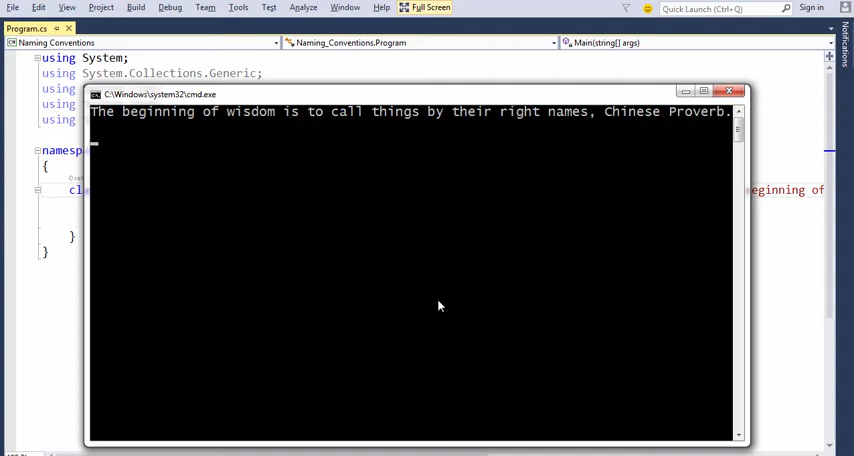 File Edit View Project Build Debug Team Tools Test Analyze Window Help Full Screen Quick Launch (Ctrl+Q) Sign in
Program.cs
Notifications
Naming Conventions Naming_Conventions.Program Main(string[] args)
using System;
using System.Collections.Generic;
using
using
using
C:\Windows\system32\cmd.exe
The beginning of wisdom is to call things by their right names, Chinese Proverb.
{
eginning of
}
}